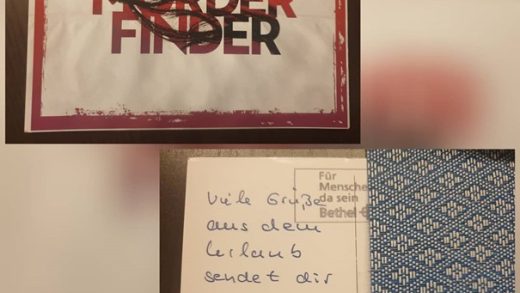 MÖRDER
FINDER
Für
Mensche
da sein
Bethel
Viele Grüße
aus dem
Urlaub
sendet dir